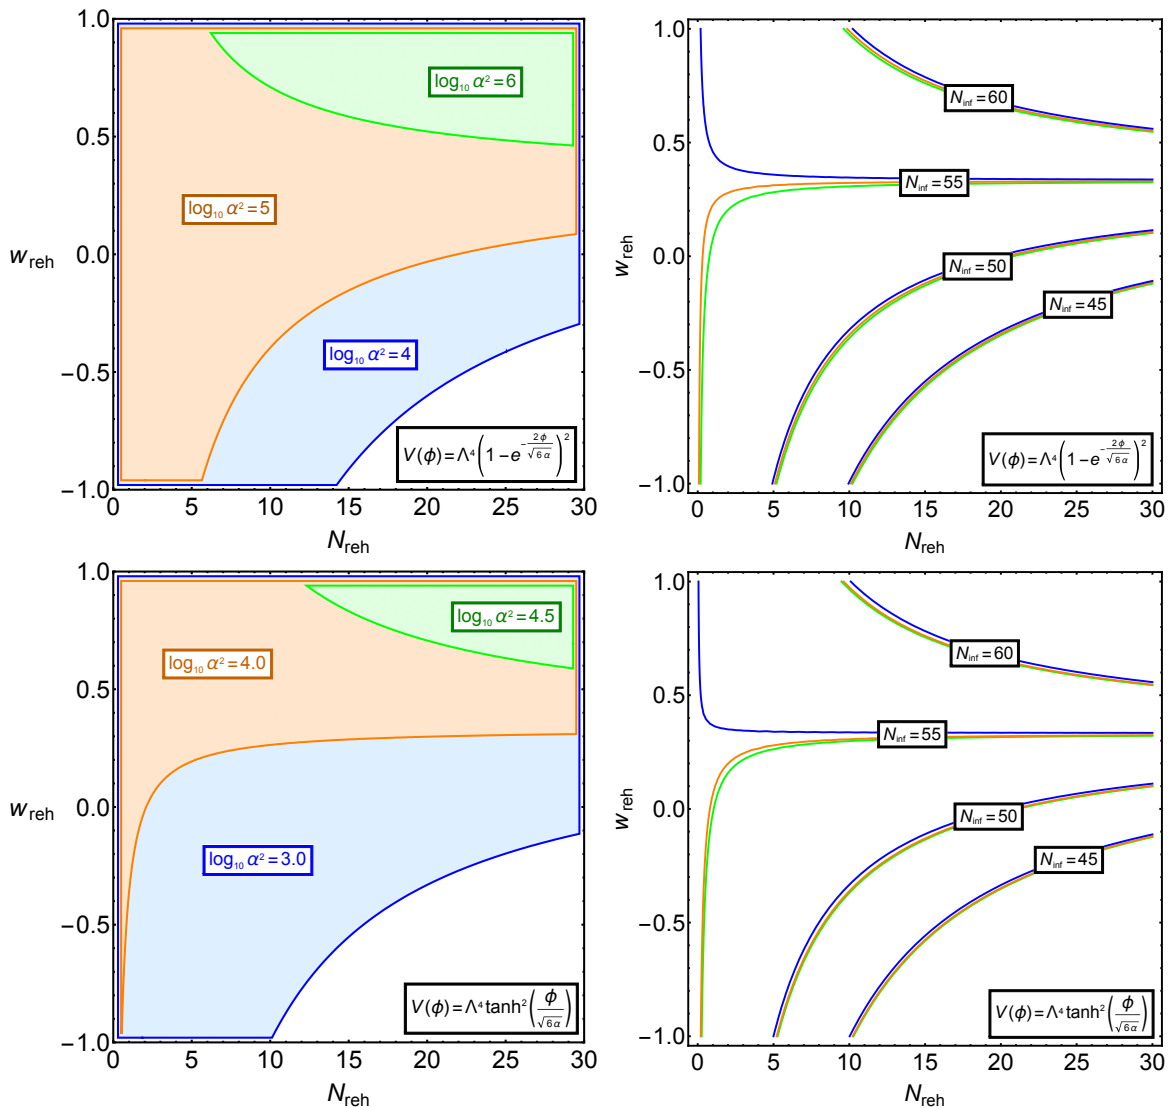 1.0
0.5
0.0
−0.5
−1.0
w_reh
0 5 10 15 20 25 30
N_reh
log₁₀ α² = 6
log₁₀ α² = 5
log₁₀ α² = 4
V(ϕ) = Λ⁴ (1 − e^{−2ϕ/√(6α)})²
1.0
0.5
0.0
−0.5
−1.0
w_reh
0 5 10 15 20 25 30
N_reh
N_inf = 60
N_inf = 55
N_inf = 50
N_inf = 45
V(ϕ) = Λ⁴ (1 − e^{−2ϕ/√(6α)})²
1.0
0.5
0.0
−0.5
−1.0
w_reh
0 5 10 15 20 25 30
N_reh
log₁₀ α² = 4.5
log₁₀ α² = 4.0
log₁₀ α² = 3.0
V(ϕ) = Λ⁴ tanh² (ϕ/√(6α))
1.0
0.5
0.0
−0.5
−1.0
w_reh
0 5 10 15 20 25 30
N_reh
N_inf = 60
N_inf = 55
N_inf = 50
N_inf = 45
V(ϕ) = Λ⁴ tanh² (ϕ/√(6α))